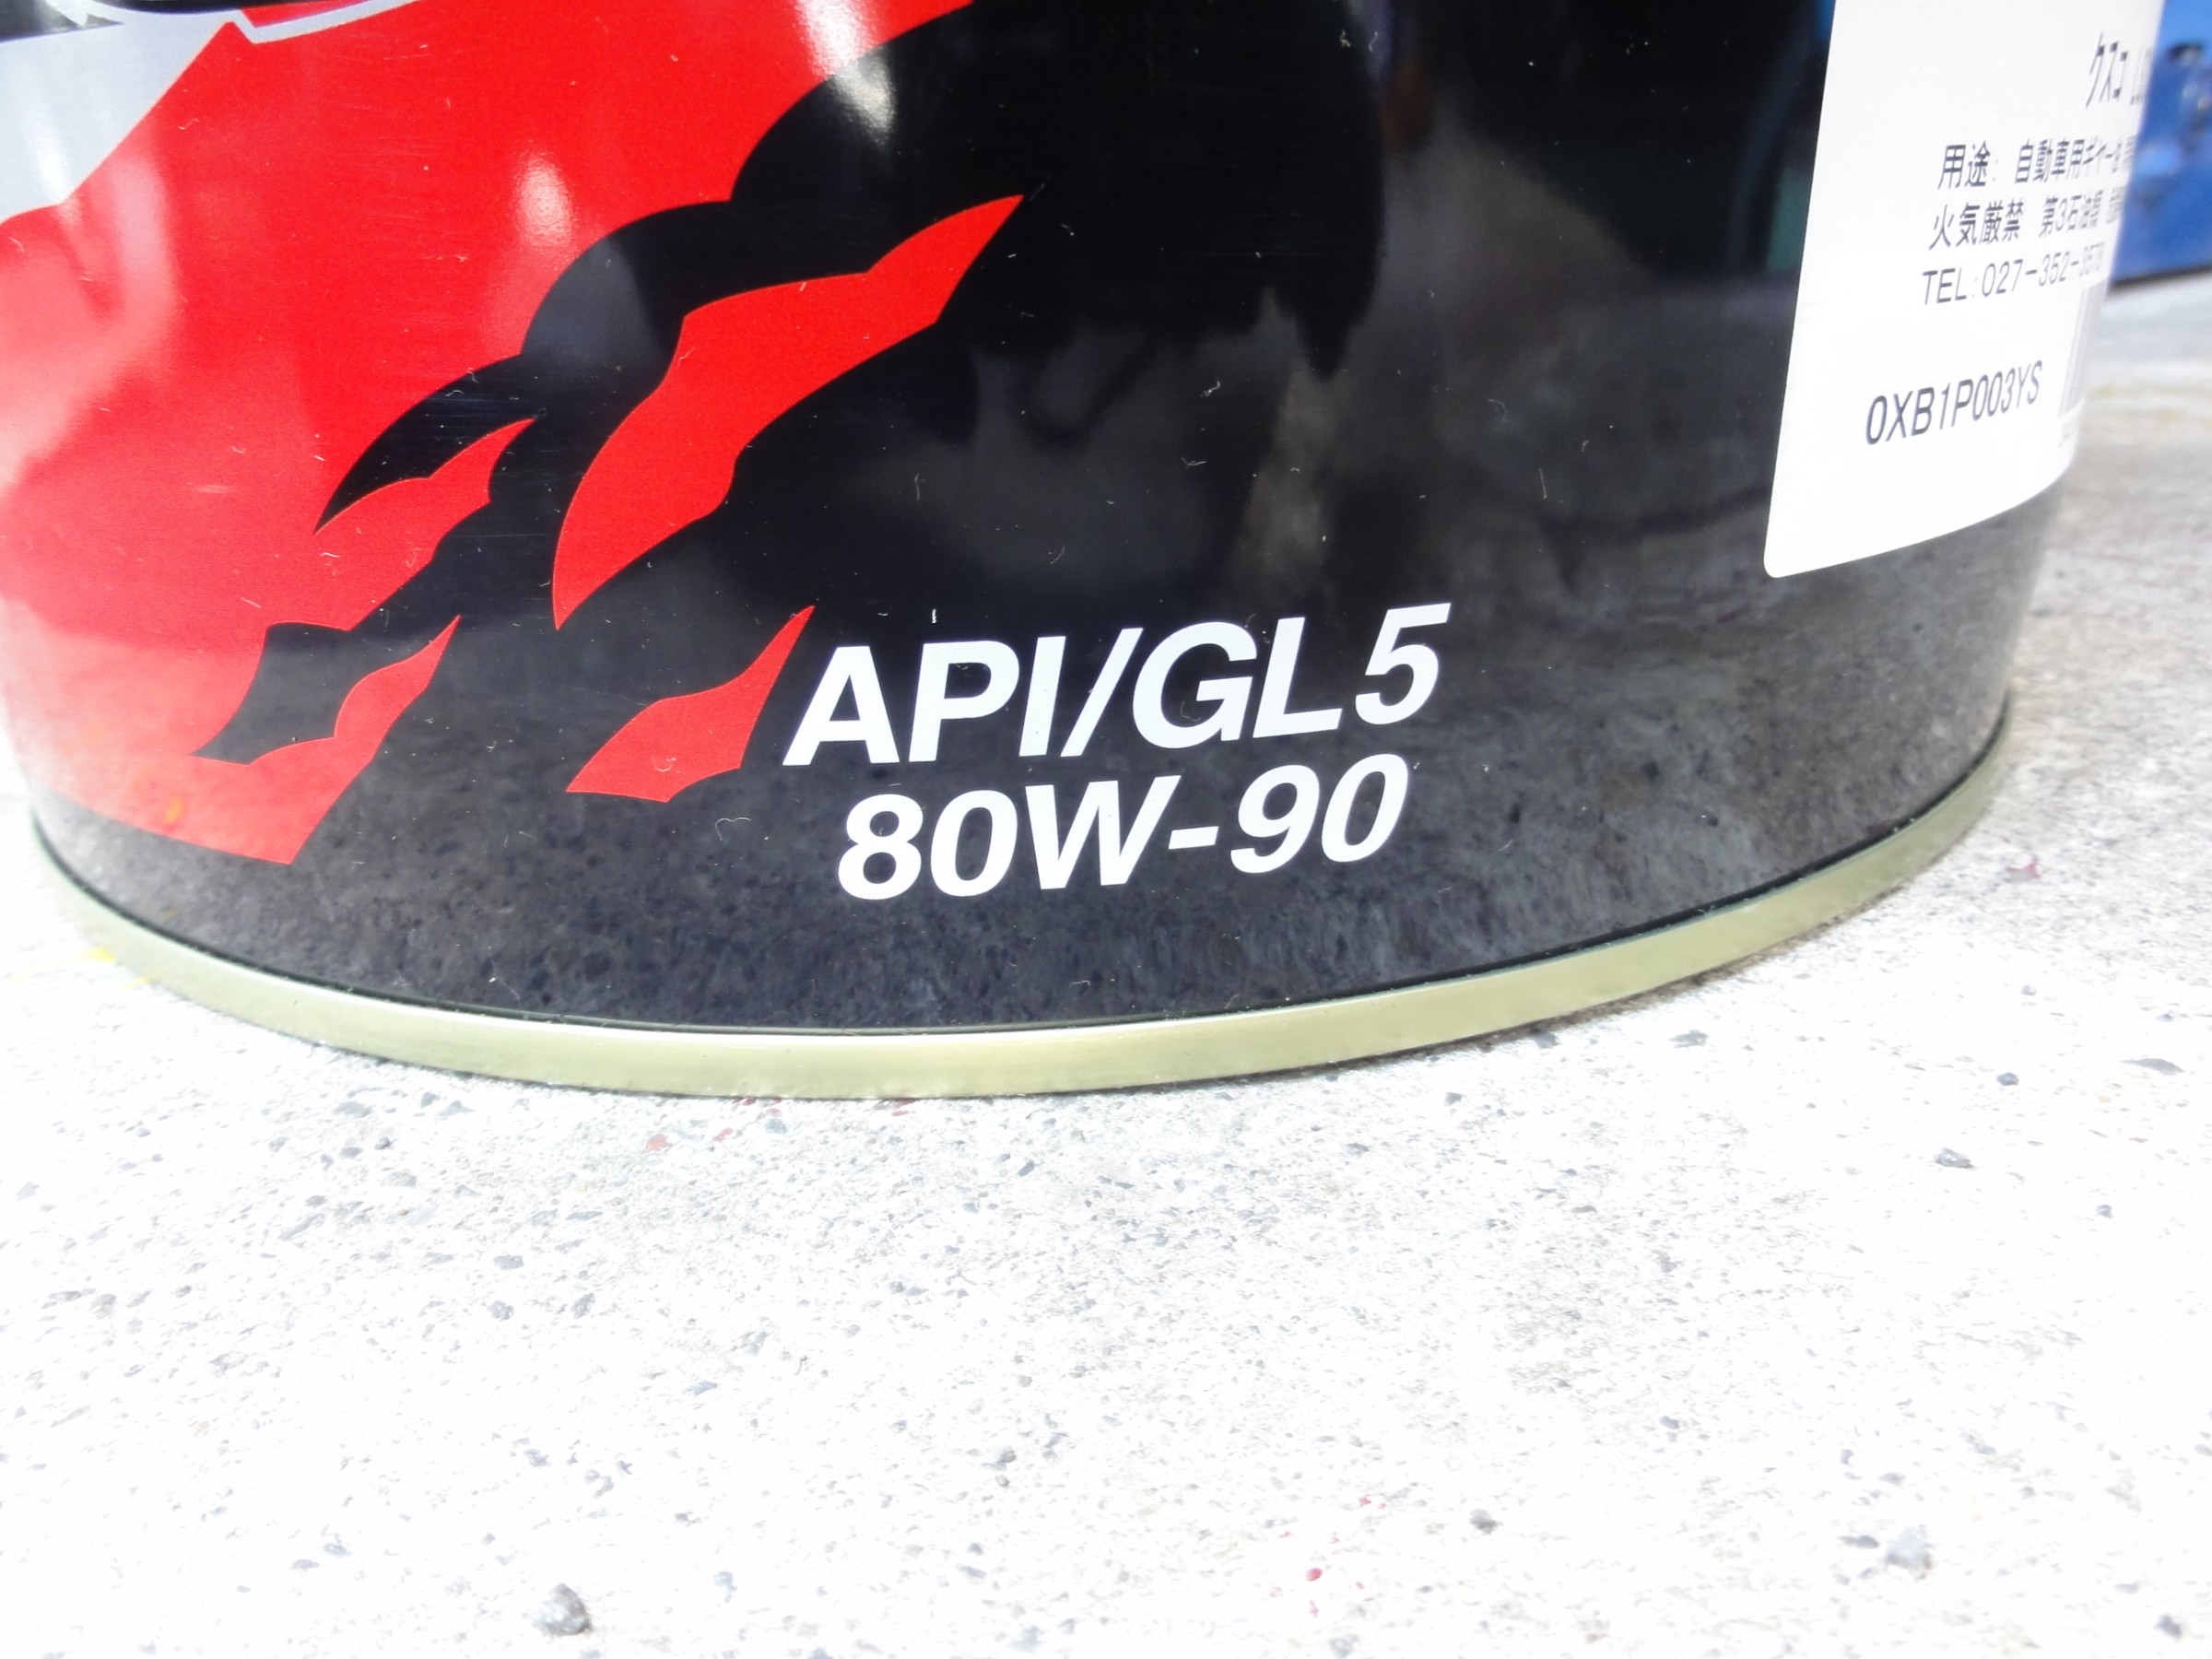 クスコ
用途: 自動車用ギヤー
火気厳禁 第3石油類
TEL:027-352-3578
0XB1P003YS
API/GL5
80W-90